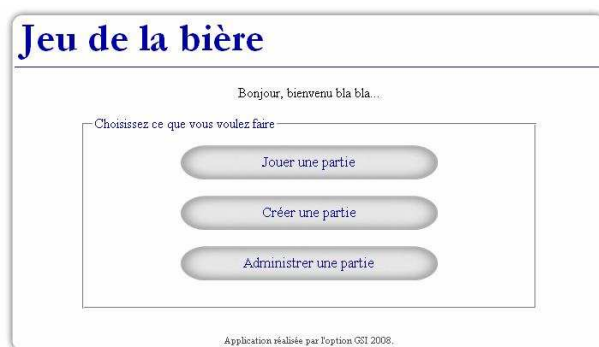 Jeu de la bière
Bonjour, bienvenu bla bla...
Choisissez ce que vous voulez faire
Jouer une partie
Créer une partie
Administrer une partie
Application réalisée par l'option GSI 2008.